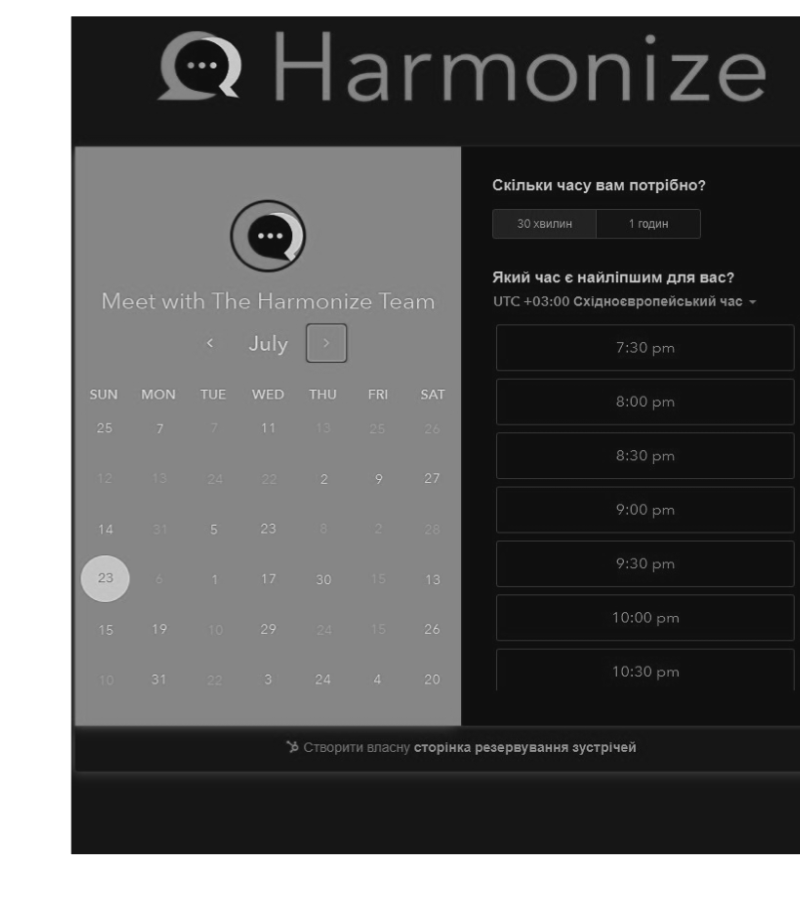 Harmonize
Meet with The Harmonize Team
‹ July ›
SUN MON TUE WED THU FRI SAT
25 7 7 11 13 25 26
12 13 24 22 2 9 27
14 31 5 23 8 2 28
23 6 1 17 30 15 13
15 19 10 29 24 15 26
10 31 22 3 24 4 20
Скільки часу вам потрібно?
30 хвилин 1 годин
Який час є найліпшим для вас?
UTC +03:00 Східноєвропейський час
7:30 pm
8:00 pm
8:30 pm
9:00 pm
9:30 pm
10:00 pm
10:30 pm
Створити власну сторінка резервування зустрічей